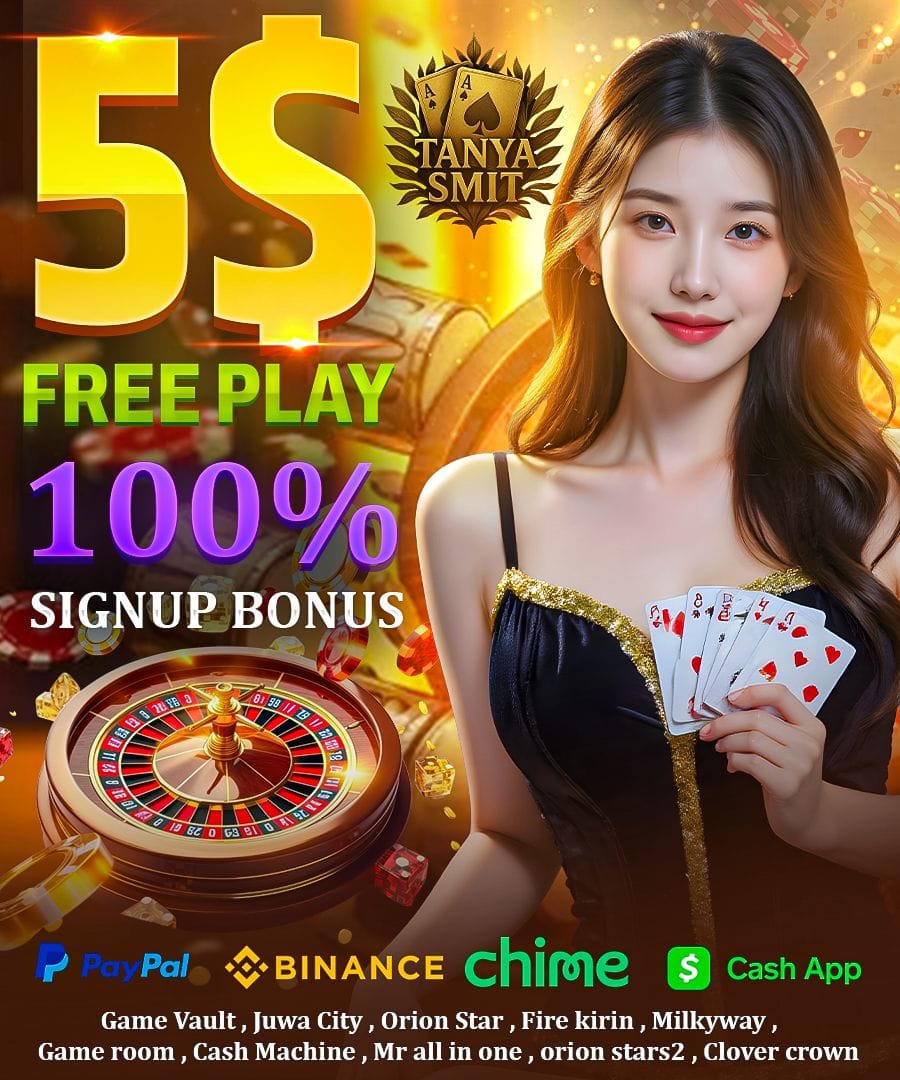 5$
TANYA
SMIT
FREE PLAY
100%
SIGNUP BONUS
PayPal
BINANCE
chime
$ Cash App
Game Vault , Juwa City , Orion Star , Fire kirin , Milkyway ,
Game room , Cash Machine , Mr all in one , orion stars2 , Clover crown